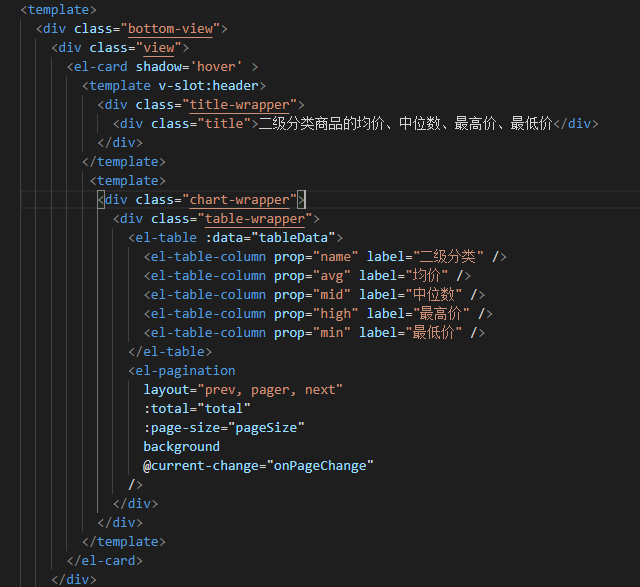 <template>
<div class="bottom-view">
<div class="view">
<el-card shadow='hover' >
<template v-slot:header>
<div class="title-wrapper">
<div class="title">二级分类商品的均价、中位数、最高价、最低价</div>
</div>
</template>
<template>
<div class="chart-wrapper">
<div class="table-wrapper">
<el-table :data="tableData">
<el-table-column prop="name" label="二级分类" />
<el-table-column prop="avg" label="均价" />
<el-table-column prop="mid" label="中位数" />
<el-table-column prop="high" label="最高价" />
<el-table-column prop="min" label="最低价" />
</el-table>
<el-pagination
layout="prev, pager, next"
:total="total"
:page-size="pageSize"
background
@current-change="onPageChange"
/>
</div>
</div>
</template>
</el-card>
</div>